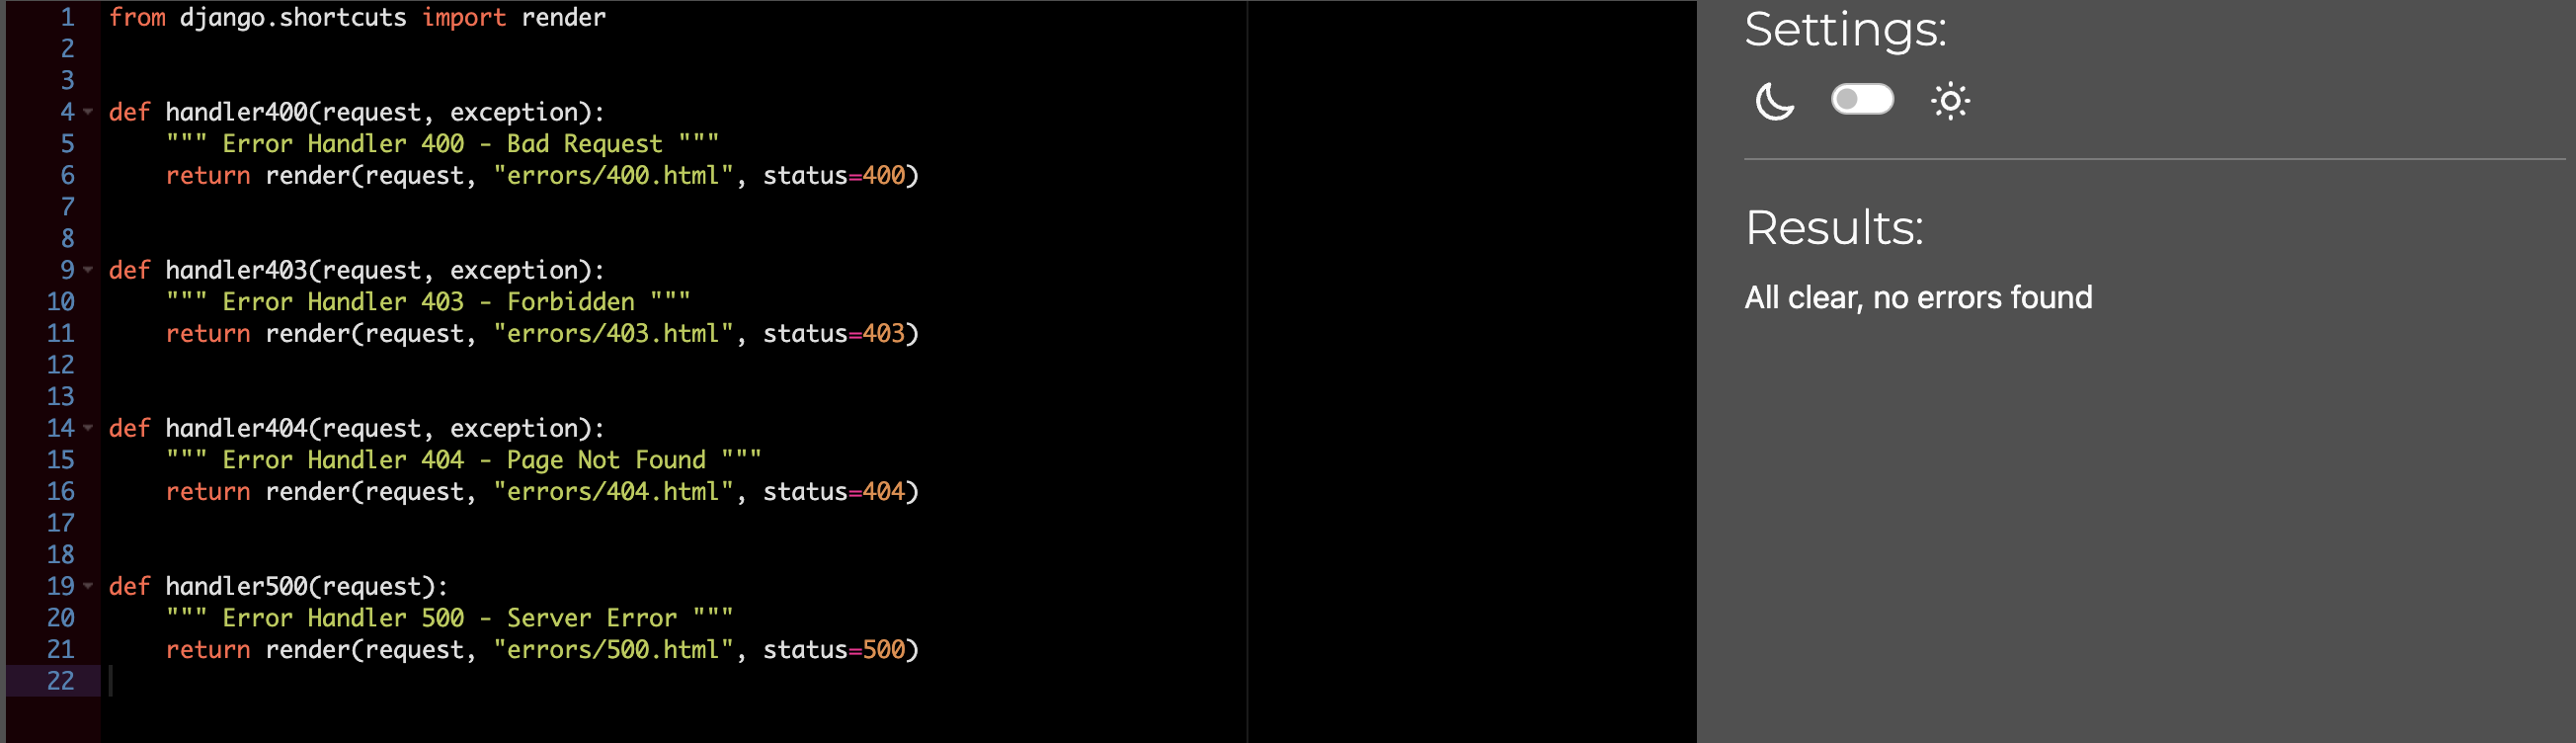 1 from django.shortcuts import render
2
3
4 def handler400(request, exception):
5     """ Error Handler 400 - Bad Request """
6     return render(request, "errors/400.html", status=400)
7
8
9 def handler403(request, exception):
10     """ Error Handler 403 - Forbidden """
11     return render(request, "errors/403.html", status=403)
12
13
14 def handler404(request, exception):
15     """ Error Handler 404 - Page Not Found """
16     return render(request, "errors/404.html", status=404)
17
18
19 def handler500(request):
20     """ Error Handler 500 - Server Error """
21     return render(request, "errors/500.html", status=500)
22
Settings:
Results:
All clear, no errors found